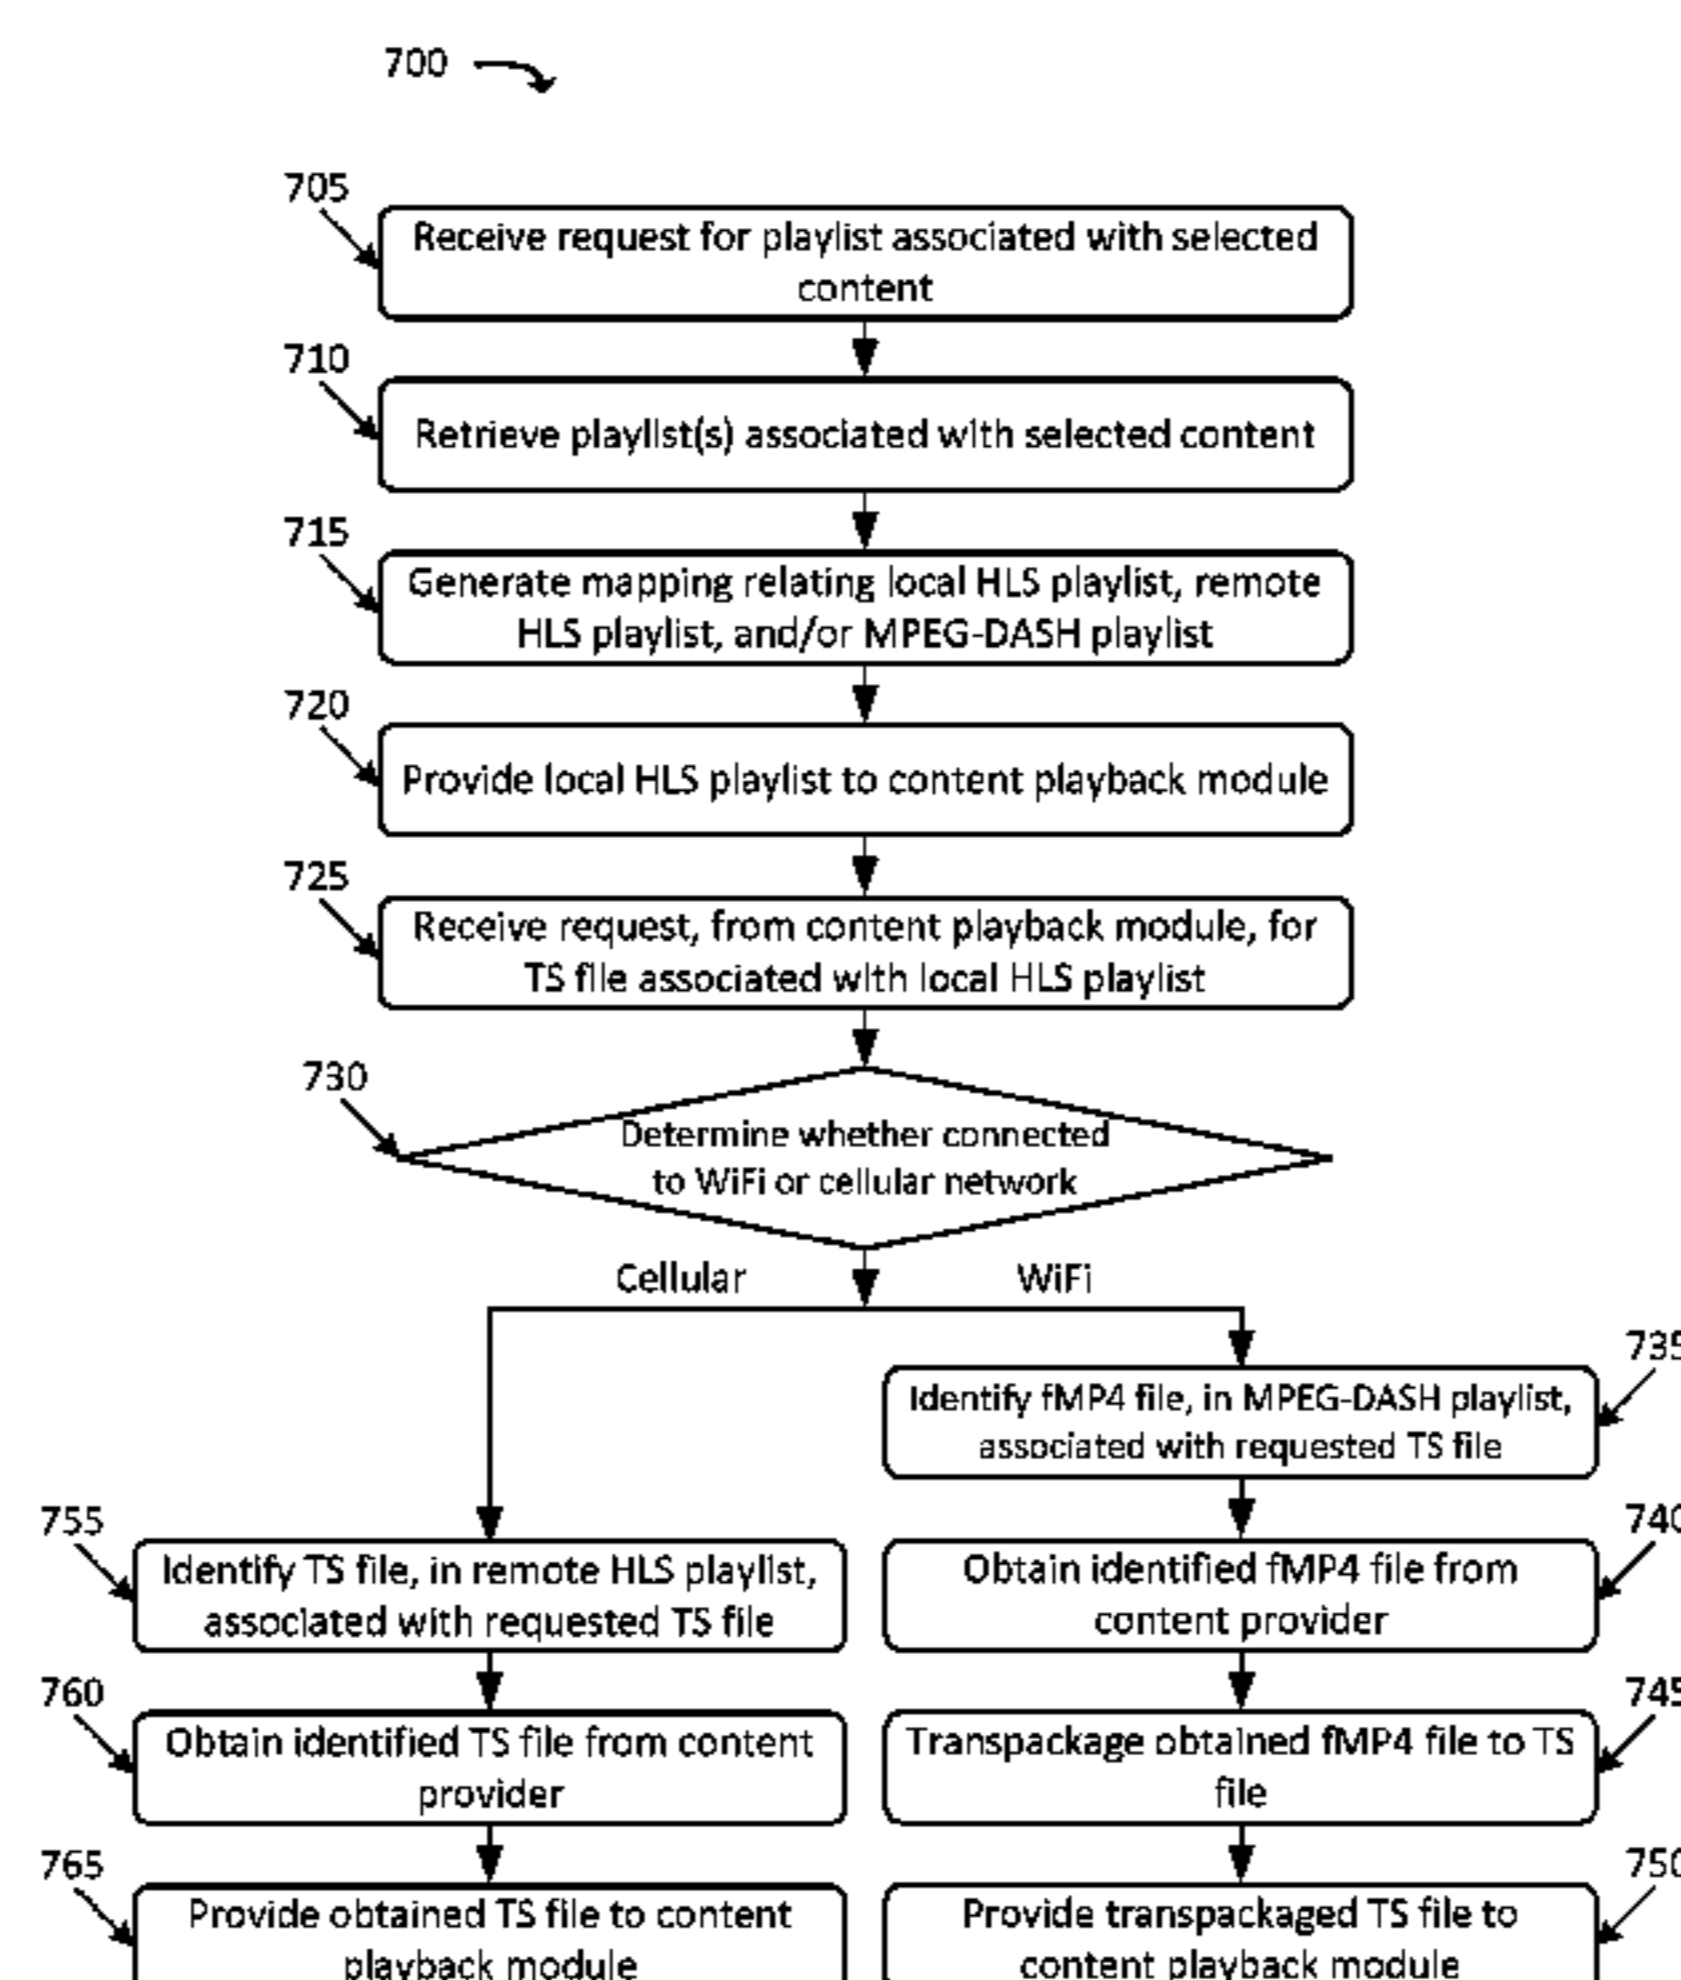 700
705
Receive request for playlist associated with selected
content
710
Retrieve playlist(s) associated with selected content
715
Generate mapping relating local HLS playlist, remote
HLS playlist, and/or MPEG-DASH playlist
720
Provide local HLS playlist to content playback module
725
Receive request, from content playback module, for
TS file associated with local HLS playlist
730
Determine whether connected
to WiFi or cellular network
Cellular
WiFi
735
Identify fMP4 file, in MPEG-DASH playlist,
associated with requested TS file
740
Obtain identified fMP4 file from
content provider
745
Transpackage obtained fMP4 file to TS
file
750
Provide transpackaged TS file to
content playback module
755
Identify TS file, in remote HLS playlist,
associated with requested TS file
760
Obtain identified TS file from content
provider
765
Provide obtained TS file to content
playback module